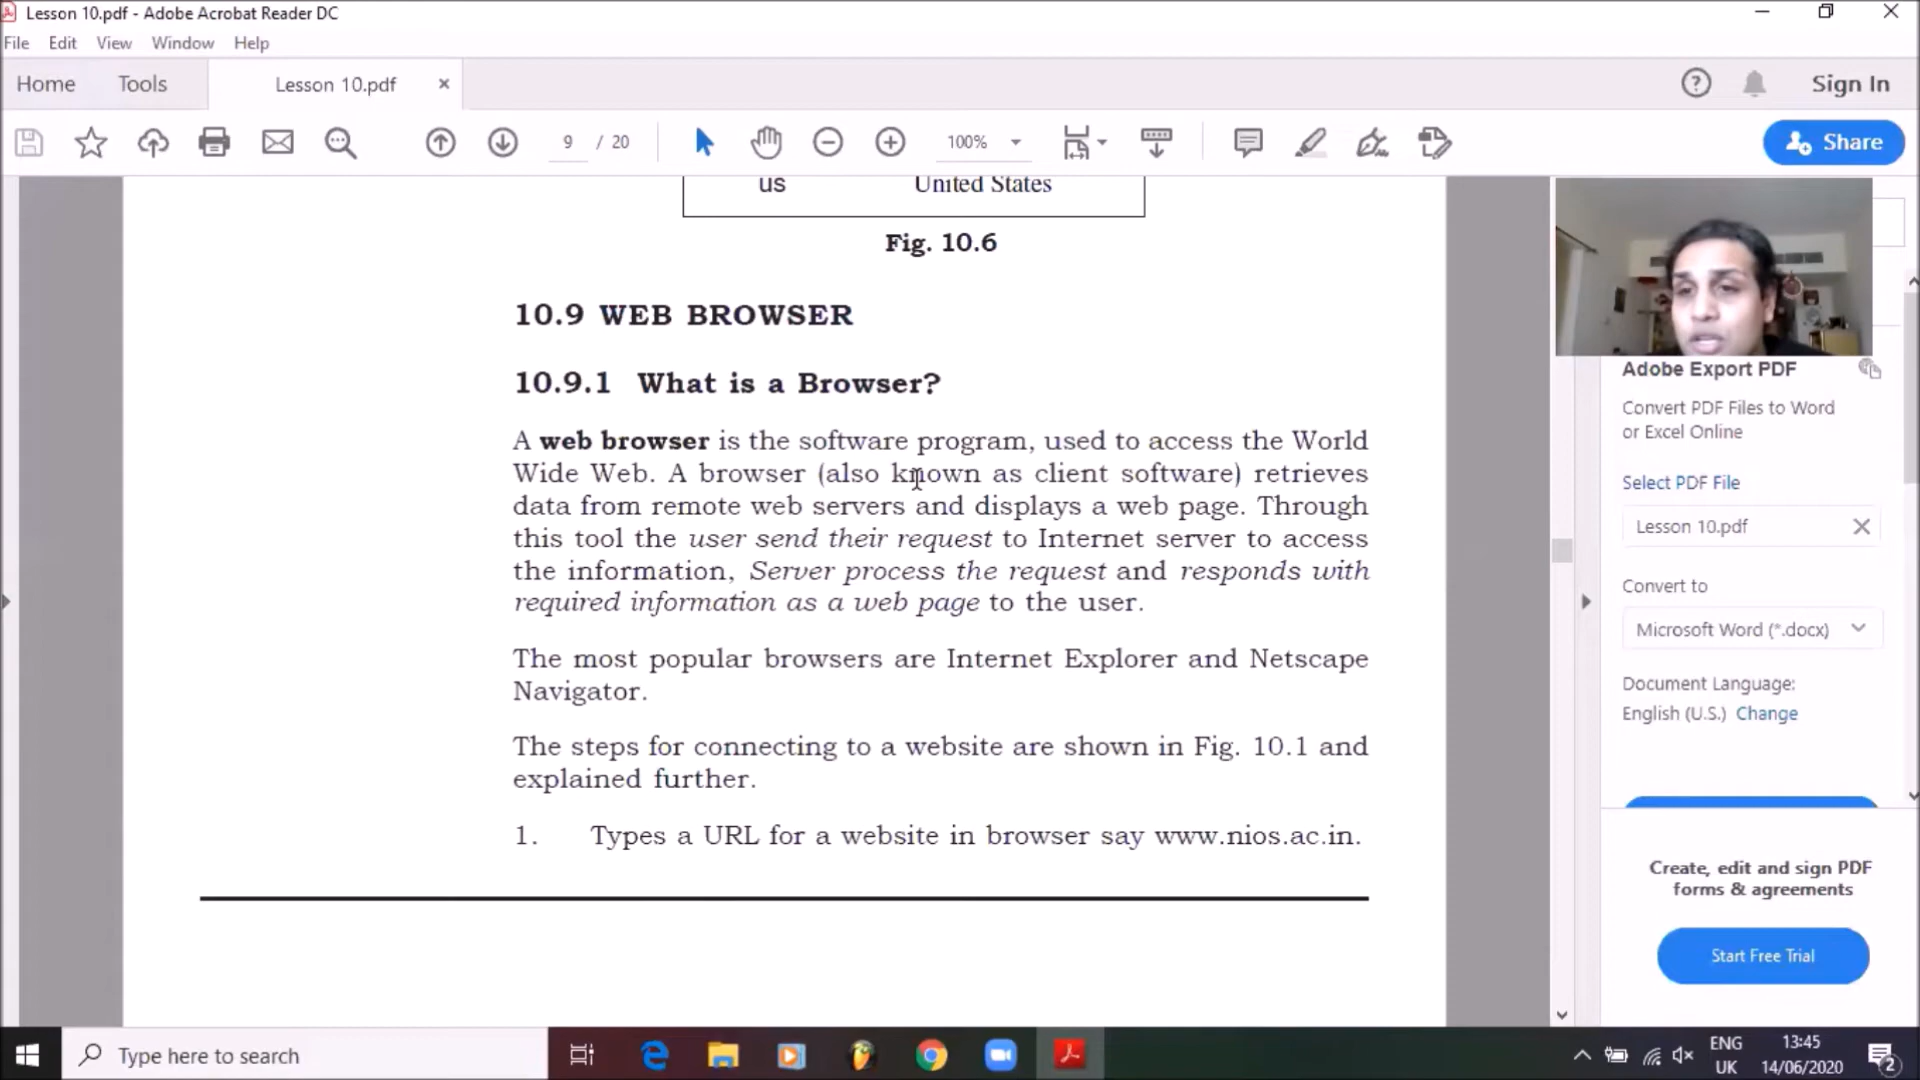 Lesson 10.pdf - Adobe Acrobat Reader DC
File Edit View Window Help
Home Tools Lesson 10.pdf Sign In
9 / 20 100% Share
us United States
Fig. 10.6
10.9 WEB BROWSER
10.9.1 What is a Browser?
A web browser is the software program, used to access the World
Wide Web. A browser (also known as client software) retrieves
data from remote web servers and displays a web page. Through
this tool the user send their request to Internet server to access
the information, Server process the request and responds with
required information as a web page to the user.
The most popular browsers are Internet Explorer and Netscape
Navigator.
The steps for connecting to a website are shown in Fig. 10.1 and
explained further.
1. Types a URL for a website in browser say www.nios.ac.in.
Adobe Export PDF
Convert PDF Files to Word
or Excel Online
Select PDF File
Lesson 10.pdf
Convert to
Microsoft Word (*.docx)
Document Language:
English (U.S.) Change
Create, edit and sign PDF
forms & agreements
Start Free Trial
Type here to search
ENG
UK
13:45
14/06/2020
2